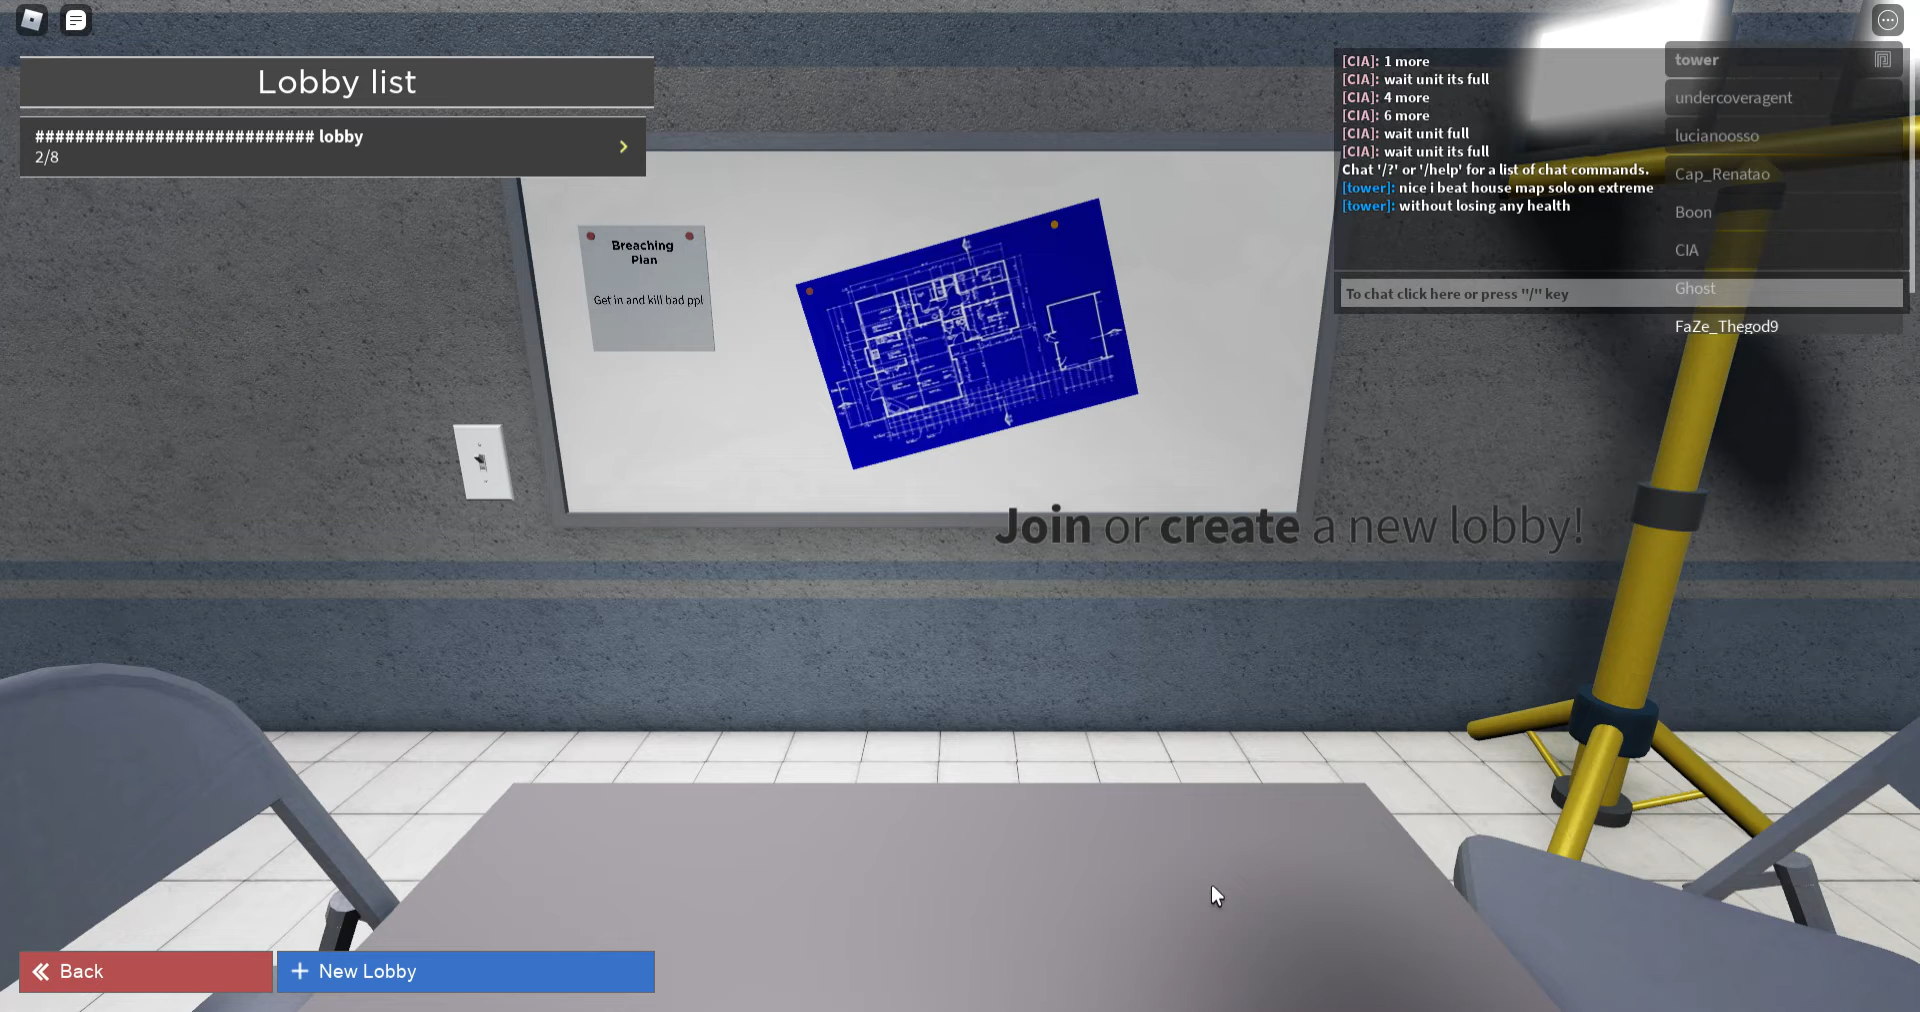 Lobby list
############################ lobby
2/8
Breaching
Plan
Get in and kill bad ppl
[CIA]: 1 more
[CIA]: wait unit its full
[CIA]: 4 more
[CIA]: 6 more
[CIA]: wait unit full
[CIA]: wait unit its full
Chat '/?' or '/help' for a list of chat commands.
[tower]: nice i beat house map solo on extreme
[tower]: without losing any health
To chat click here or press "/" key
tower
undercoveragent
lucianoosso
Cap_Renatao
Boon
CIA
Ghost
FaZe_Thegod9
Join or create a new lobby!
Back
New Lobby